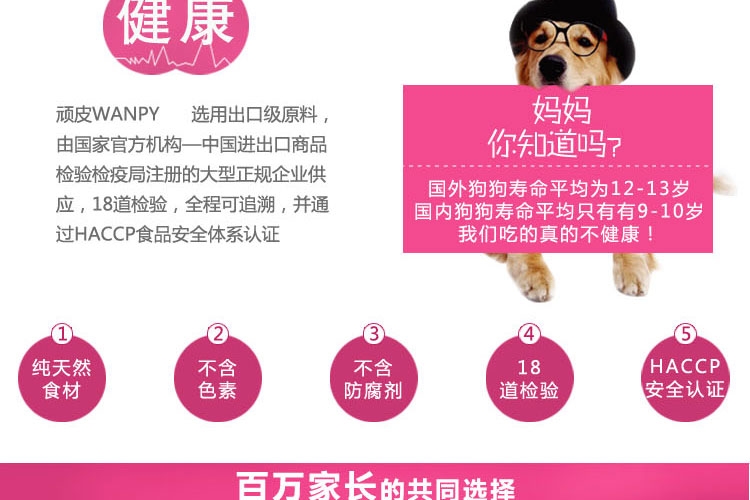 健康
顽皮WANPY 选用出口级原料，
由国家官方机构—中国进出口商品
检验检疫局注册的大型正规企业供
应，18道检验，全程可追溯，并通
过HACCP食品安全体系认证
妈妈
你知道吗？
国外狗狗寿命平均为12-13岁
国内狗狗寿命平均只有有9-10岁
我们吃的真的不健康！
1
纯天然
食材
2
不含
色素
3
不含
防腐剂
4
18
道检验
5
HACCP
安全认证
百万家长的共同选择